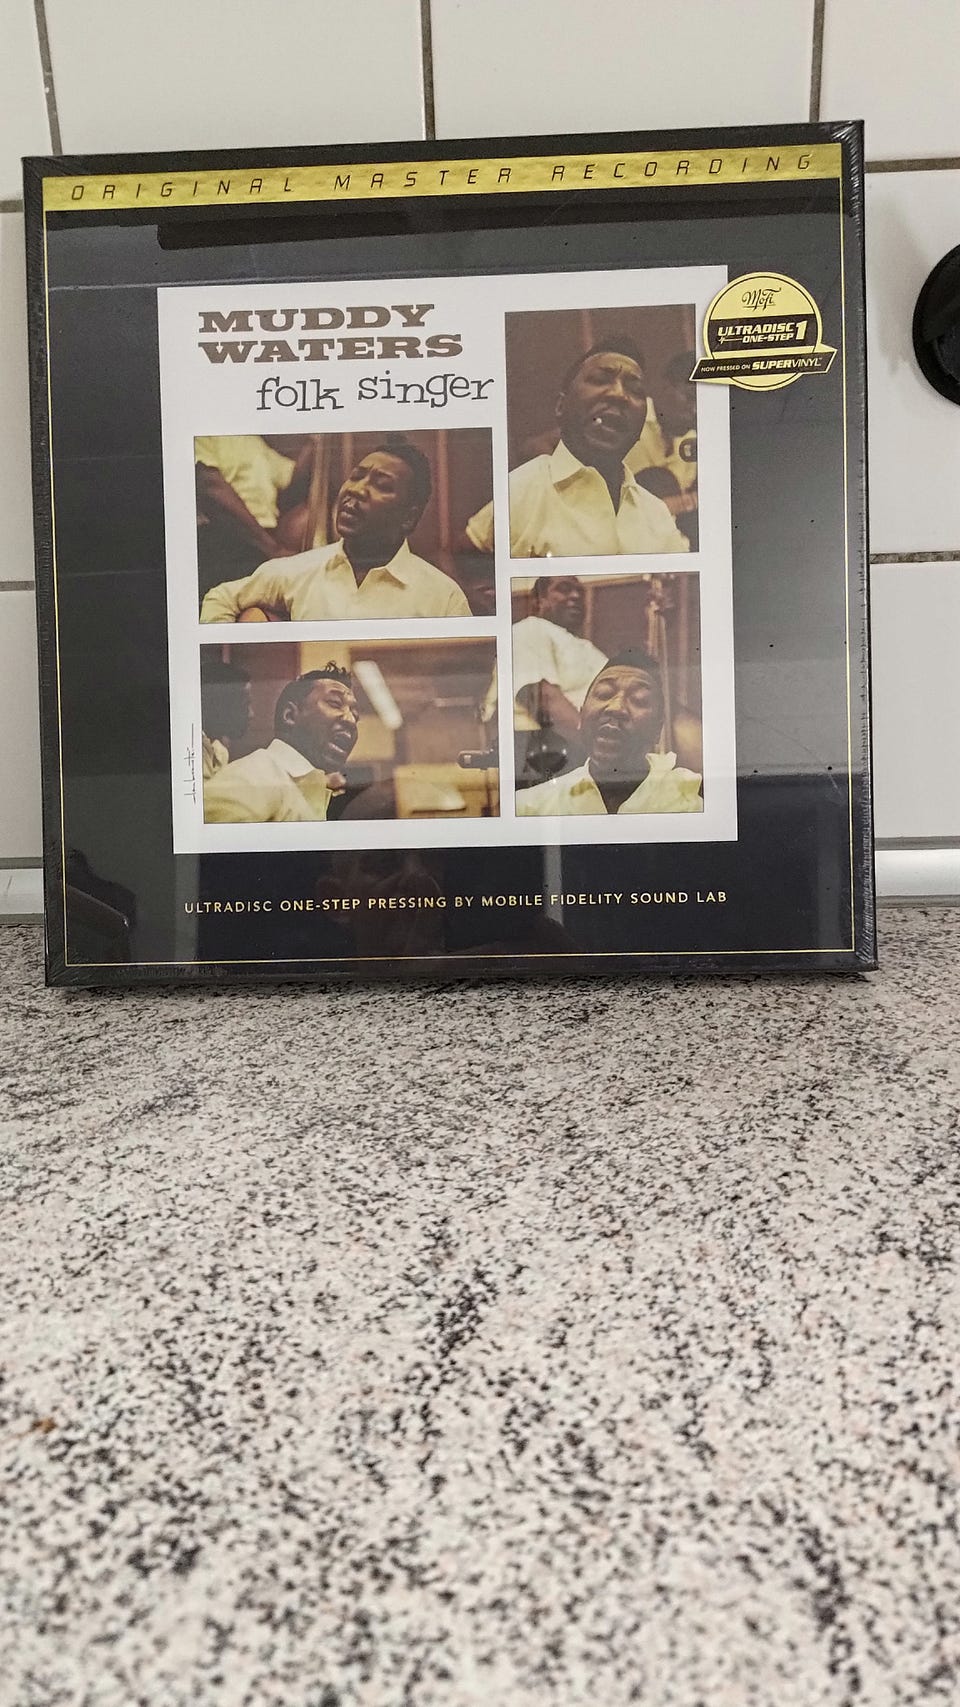 ORIGINAL MASTER RECORDING
MUDDY
WATERS
folk singer
MoFi
ULTRADISC 1
ONE-STEP
NOW PRESSED ON SUPERVINYL
ULTRADISC ONE-STEP PRESSING BY MOBILE FIDELITY SOUND LAB